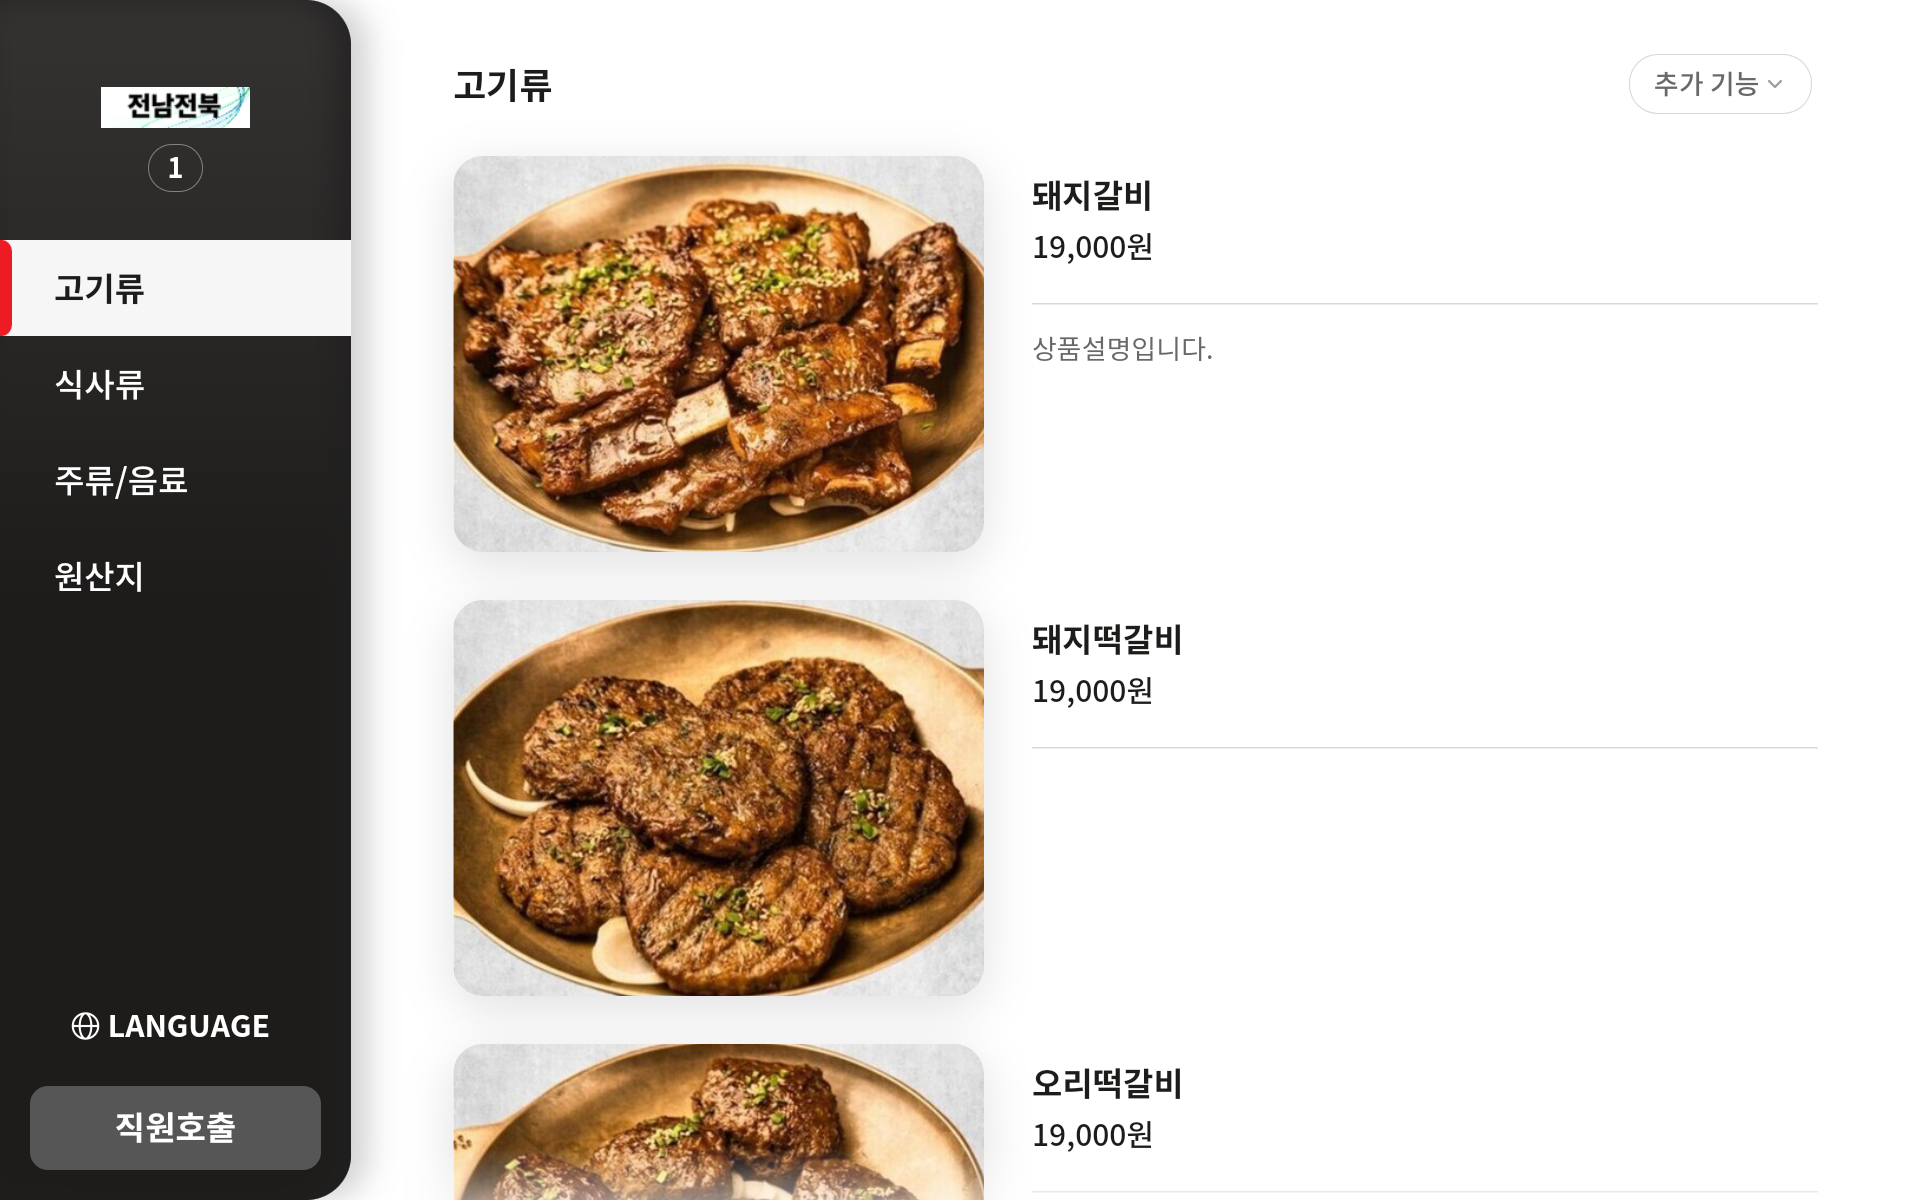 전남전북
1
고기류
식사류
주류/음료
원산지
LANGUAGE
직원호출
고기류
추가 기능
돼지갈비
19,000원
상품설명입니다.
돼지떡갈비
19,000원
오리떡갈비
19,000원